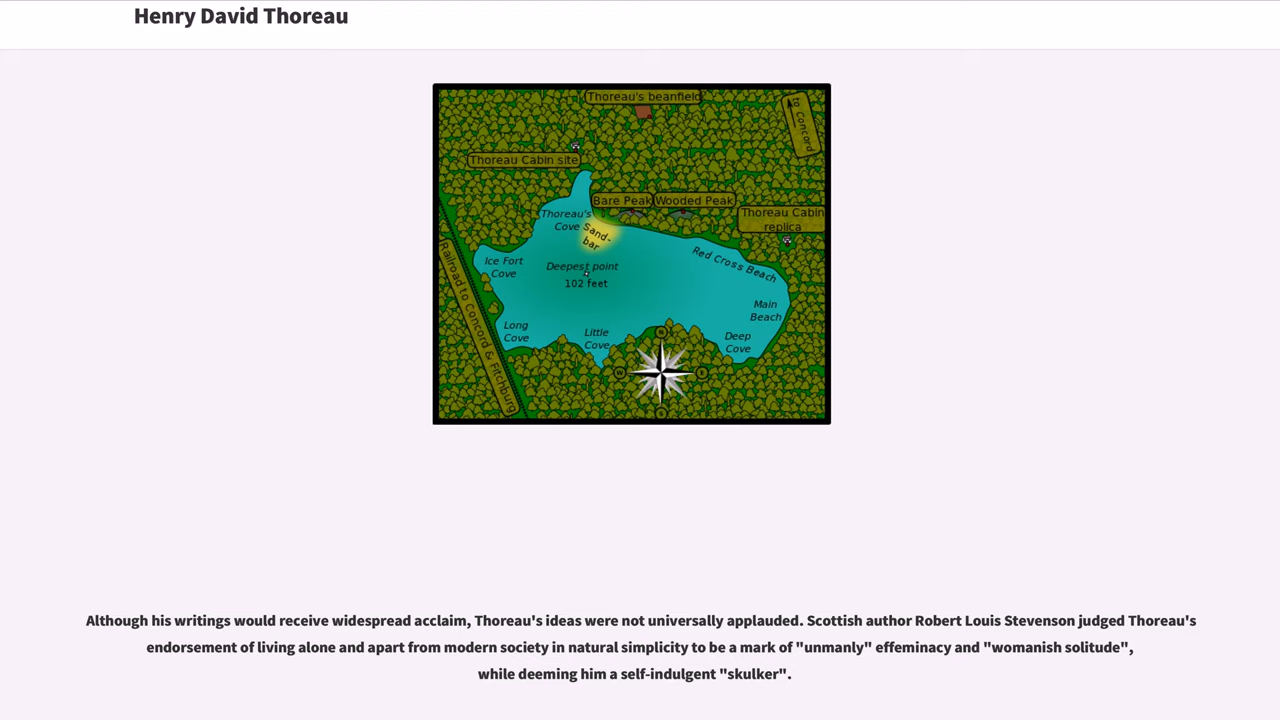 Henry David Thoreau
Thoreau's beanfield
to Concord
Thoreau Cabin site
Bare Peak
Wooded Peak
Thoreau Cabin
replica
Thoreau's
Cove
Sand-
bar
Red Cross Beach
Ice Fort
Cove
Deepest point
102 feet
Railroad to Concord & Fitchburg
Main
Beach
Long
Cove
Little
Cove
Deep
Cove
N
W
E
S
Although his writings would receive widespread acclaim, Thoreau's ideas were not universally applauded. Scottish author Robert Louis Stevenson judged Thoreau's
endorsement of living alone and apart from modern society in natural simplicity to be a mark of "unmanly" effeminacy and "womanish solitude",
while deeming him a self-indulgent "skulker".